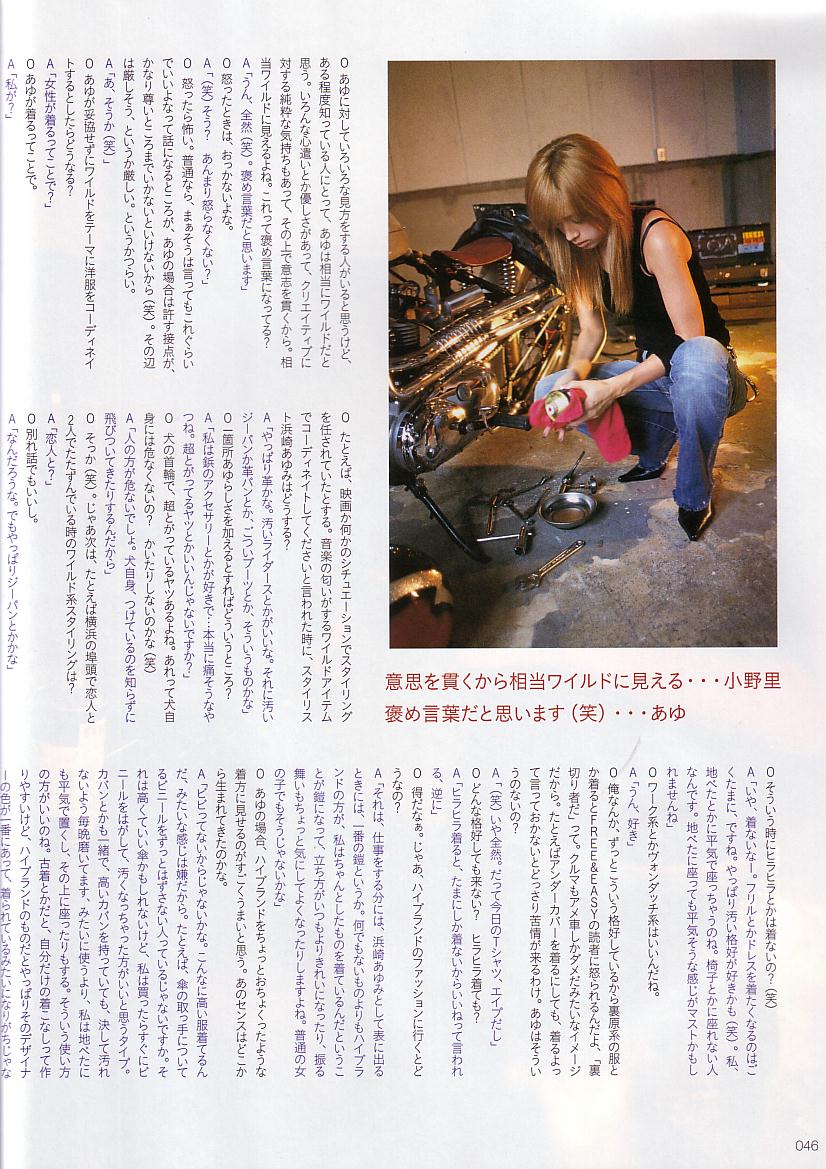 O あゆに対していろいろな見方をする人がいると思うけど、
ある程度知っている人にとって、あゆは相当にワイルドだと
思う。いろんな心遣いとか優しさがあって、クリエイティブに
対する純粋な気持ちもあって、その上で意志を貫くから。相
当ワイルドに見えるよね。これって褒め言葉になってる?
A「うん、全然(笑)。褒め言葉だと思います」
O 怒ったときは、おっかないよな。
A「(笑)そう? あんまり怒らなくない?」
O 怒ったら怖い。普通なら、まぁそうは言ってもこれぐらい
でいいよなって話になるところが、あゆの場合は許す接点が、
かなり尊いところまでいかないといけないから(笑)。その辺
は厳しそう、というか厳しい。というかつらい。
A「あ、そうか(笑)」
O あゆが妥協せずにワイルドをテーマに洋服をコーディネイ
トするとしたらどうなる?
A「女性が着るってことで?」
O あゆが着るってことで。
A「私が?」
O たとえば、映画か何かのシチュエーションでスタイリング
を任されていたとする。音楽の匂いがするワイルドアイテム
でコーディネイトしてくださいと言われた時に、スタイリス
ト浜崎あゆみはどうする?
A「やっぱり革かな。汚いライダースとかがいいな。それに汚い
ジーパンか革パンとか、こういうブーツとか、そういうものかな」
O 一箇所あゆらしさを加えるとすればどういうところ?
A「私は鋲のアクセサリーとかが好きで…本当に痛そうなや
つね。超とがってるヤツとかいいんじゃないですか?」
O 犬の首輪で、超とがっているヤツあるよね。あれって犬自
身には危なくないの? かいたりしないのかな(笑)
A「人の方が危ないでしょ。犬自身、つけているのを知らずに
飛びついてきたりするんだから」
O そっか(笑)。じゃあ次は、たとえば横浜の埠頭で恋人と
2人でたたずんでいる時のワイルド系スタイリングは?
A「恋人と?」
O 別れ話でもいいし。
A「なんだろうな。でもやっぱりジーパンとかかな」
意思を貫くから相当ワイルドに見える・・・小野里
褒め言葉だと思います(笑)・・・あゆ
O そういう時にヒラヒラとかは着ないの?(笑)
A「いや、着ないなー。フリルとかドレスを着たくなるのはご
くたまに、ですね。やっぱり汚い格好が好きかも(笑)。私、
地べたとかに平気で座っちゃうのね。椅子とかに座れない人
なんです。地べたに座っても平気そうな感じがマストかもし
れませんね」
O ワーク系とかヴォンダッチ系はいいんだね。
A「うん、好き」
O 俺なんか、ずっとこういう格好しているから裏原系の服と
か着るとFREE&EASYの読者に怒られるんだよ、「裏
切り者だ」って。クルマもアメ車しかダメだみたいなイメージ
だから。たとえばアンダーカバーを着るにしても、着るよっ
て言っておかないとどっさり苦情が来るわけ。あゆはそうい
うのないの?
A「(笑)いや全然。だって今日のTシャツ、エイプだし」
O どんな格好しても来ない? ヒラヒラ着ても?
A「ヒラヒラ着ると、たまにしか着ないからいいねって言われ
る、逆に」
O 得だなぁ。じゃあ、ハイブランドのファッションに行くとど
うなの?
A「それは、仕事をする分には、浜崎あゆみとして表に出る
ときには、一番の鎧というか。何でもないものよりもハイブラ
ンドの方が、私はちゃんとしたものを着ているんだというこ
とが鎧になって、立ち方がいつもよりきれいになったり、振る
舞いもちょっと気にしてよくなったりしますよね。普通の女
の子でもそうじゃないかな」
O あゆの場合、ハイブランドをちょっとおちょくったような
着方に見せるのがすごくうまいと思う。あのセンスはどこか
ら生まれてきたのかな。
A「ビビってないからじゃないかな。こんなに高い服着てるん
だ、みたいな感じは嫌だから。たとえば、傘の取っ手について
るビニールをずっとはずさない人っているじゃないですか。そ
れは高くていい傘かもしれないけど、私は買ったらすぐにビ
ニールをはがして、汚くなっちゃった方がいいと思うタイプ。
カバンとかも一緒で、高いカバンを持っていても、決して汚れ
ないよう毎晩磨いてます、みたいに使うより、私は地べたに
も平気で置くし、その上に座ったりもする。そういう使い方
の方がいいのね。古着とかだと、自分だけの着こなしって作
りやすいけど、ハイブランドのものだとやっぱりそのデザイナ
ーの色が一番にあって、着られているみたいになりがちじゃな
046